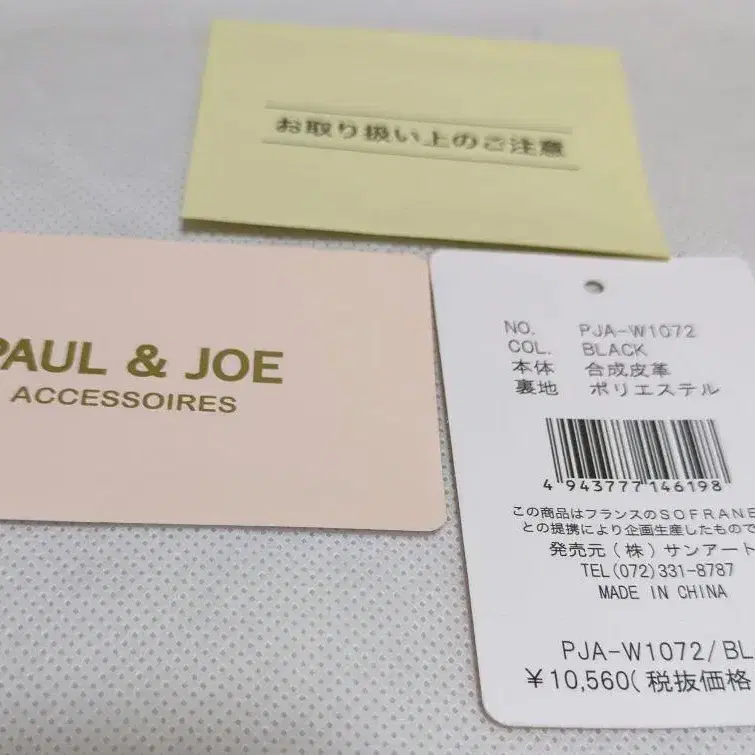 お取り扱い上のご注意
PAUL & JOE
ACCESSOIRES
NO. PJA-W1072
COL. BLACK
本体 合成皮革
裏地 ポリエステル
4 943777 146198
この商品はフランスのSOFRANE
との提携により企画生産したもので
発売元(株)サンアート
TEL(072)331-8787
MADE IN CHINA
PJA-W1072/BL
¥10,560(税抜価格